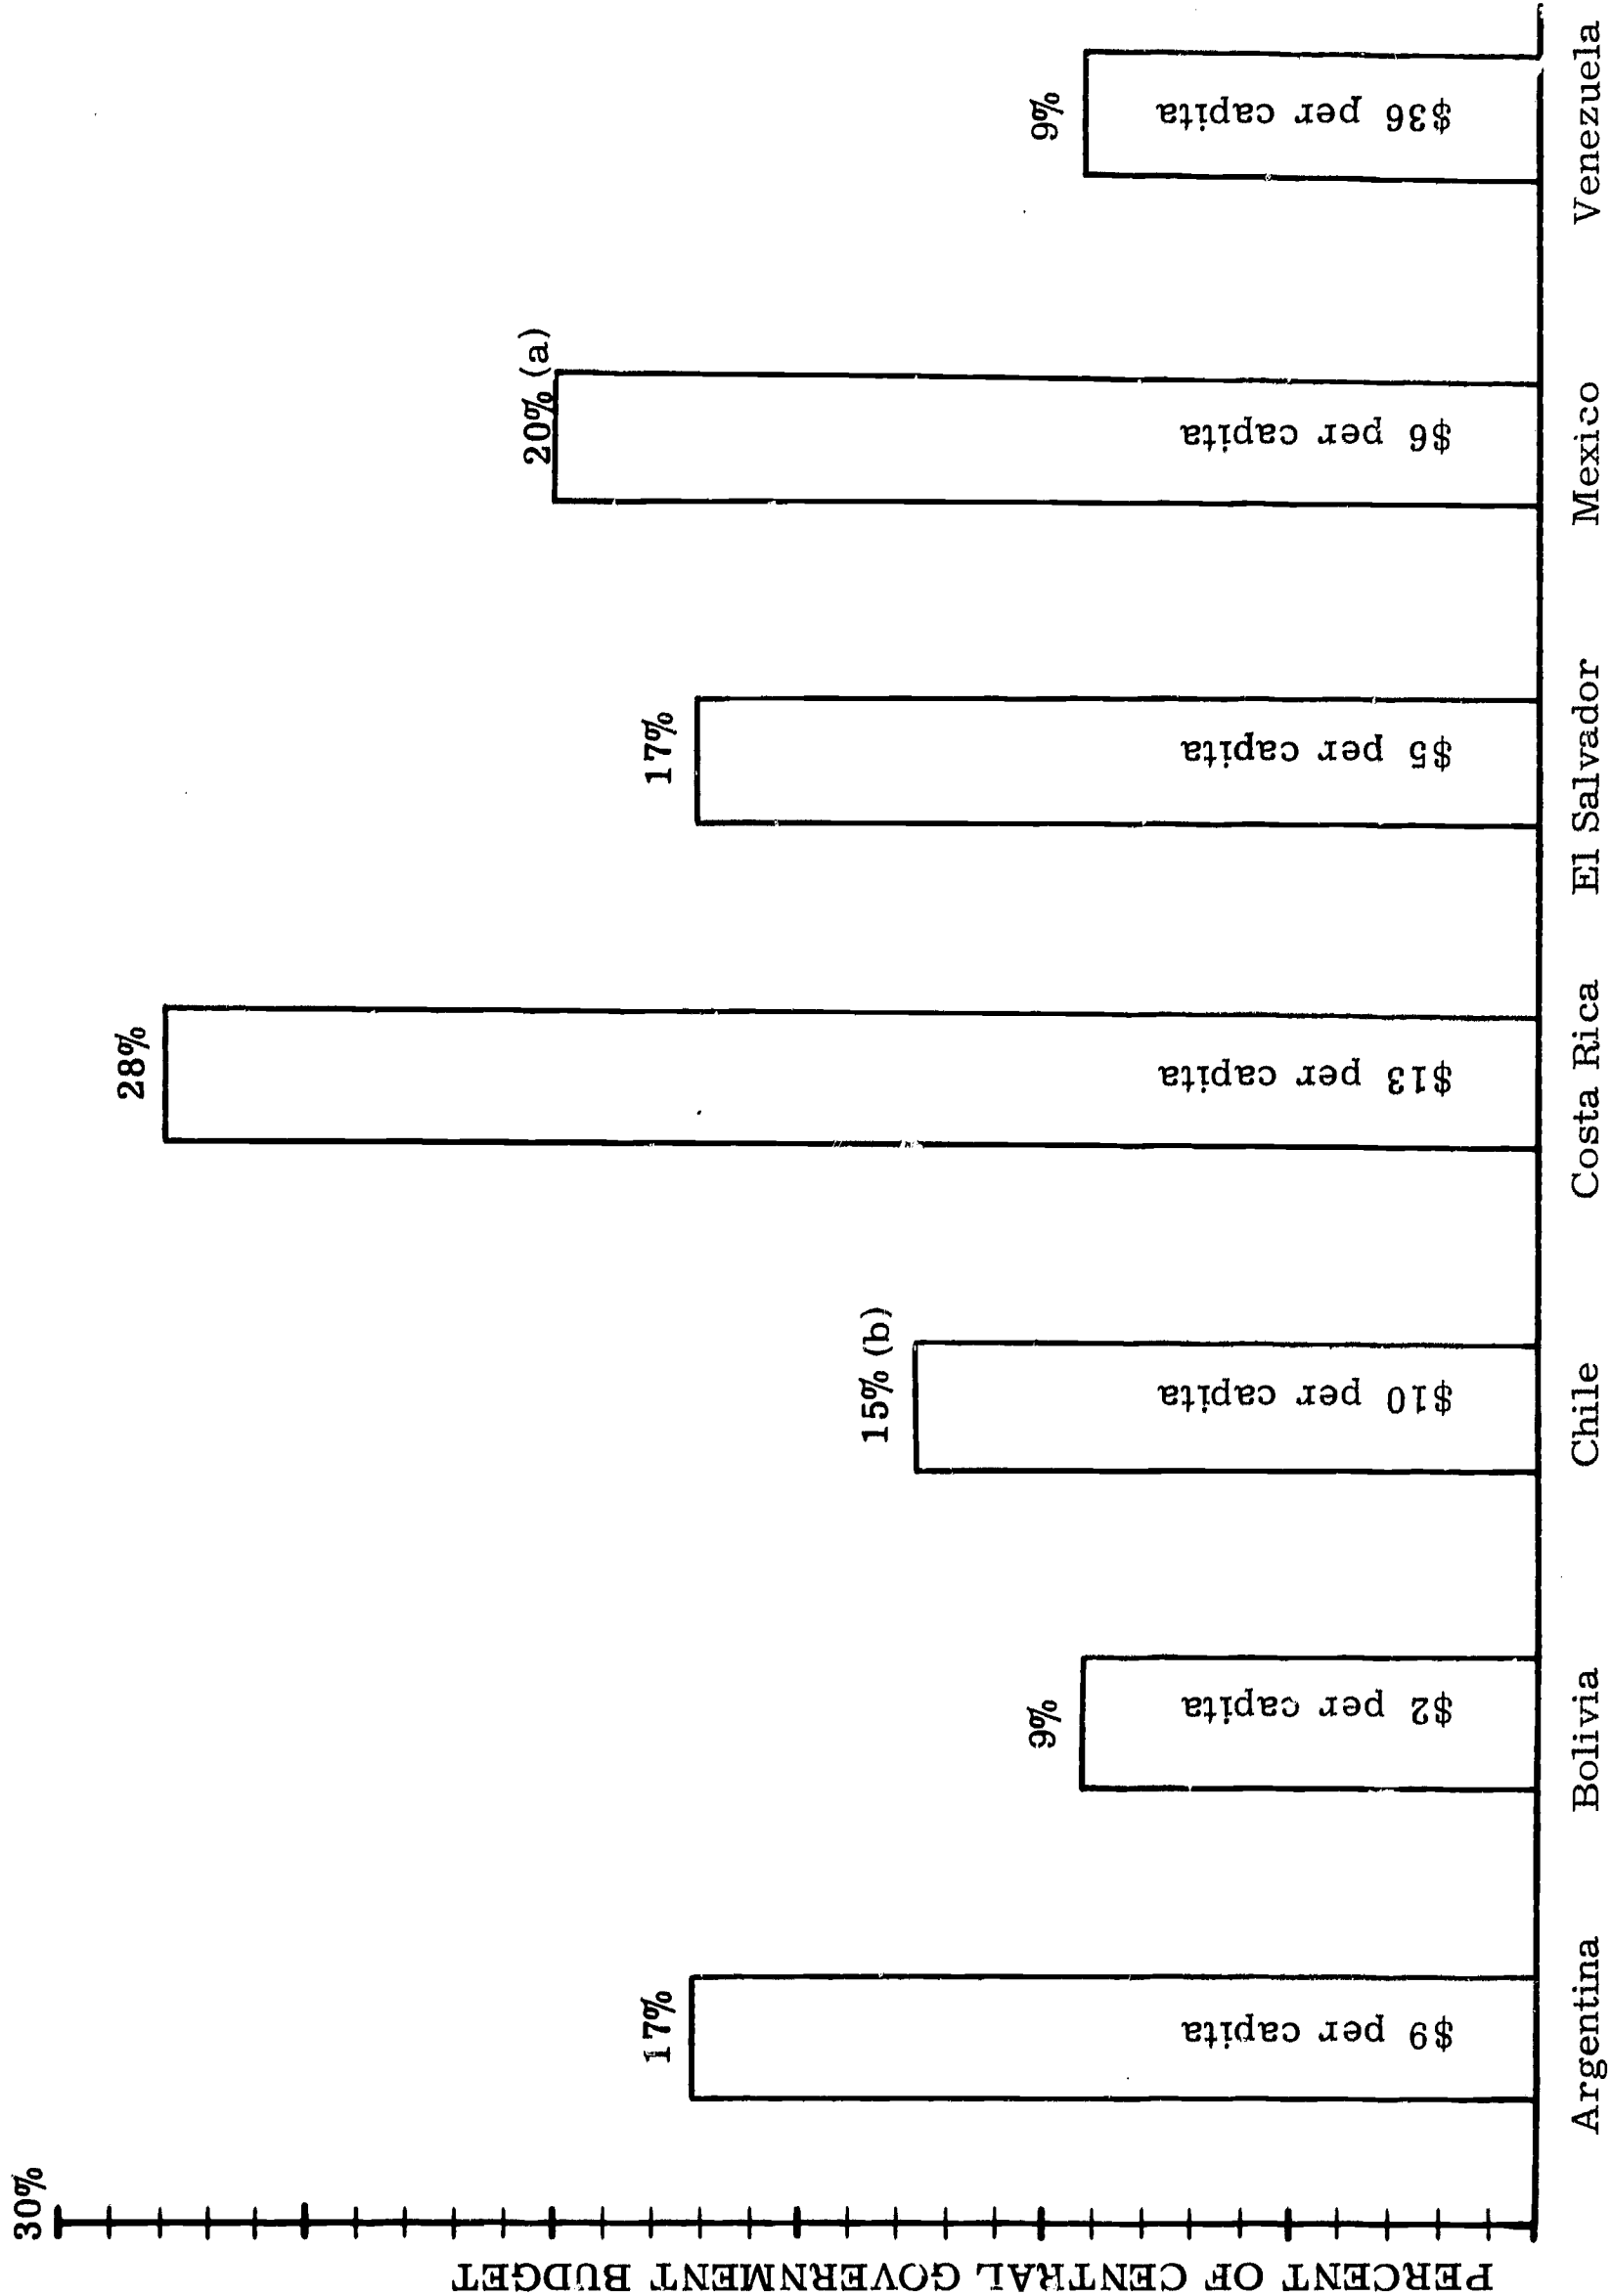 30%
PERCENT OF CENTRAL GOVERNMENT BUDGET
17%
9%
15% (b)
28%
17%
20% (a)
9%
$9 per capita
$2 per capita
$10 per capita
$13 per capita
$5 per capita
$6 per capita
$36 per capita
Argentina
Bolivia
Chile
Costa Rica
El Salvador
Mexico
Venezuela